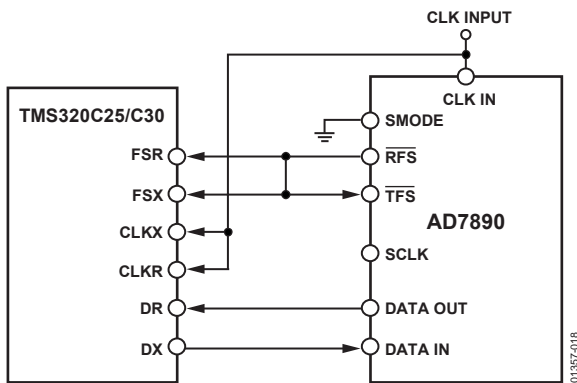 CLK INPUT
TMS320C25/C30
CLK IN
SMODE
FSR
RFS
FSX
TFS
AD7890
CLKX
SCLK
CLKR
DR
DATA OUT
DX
DATA IN
01357-018